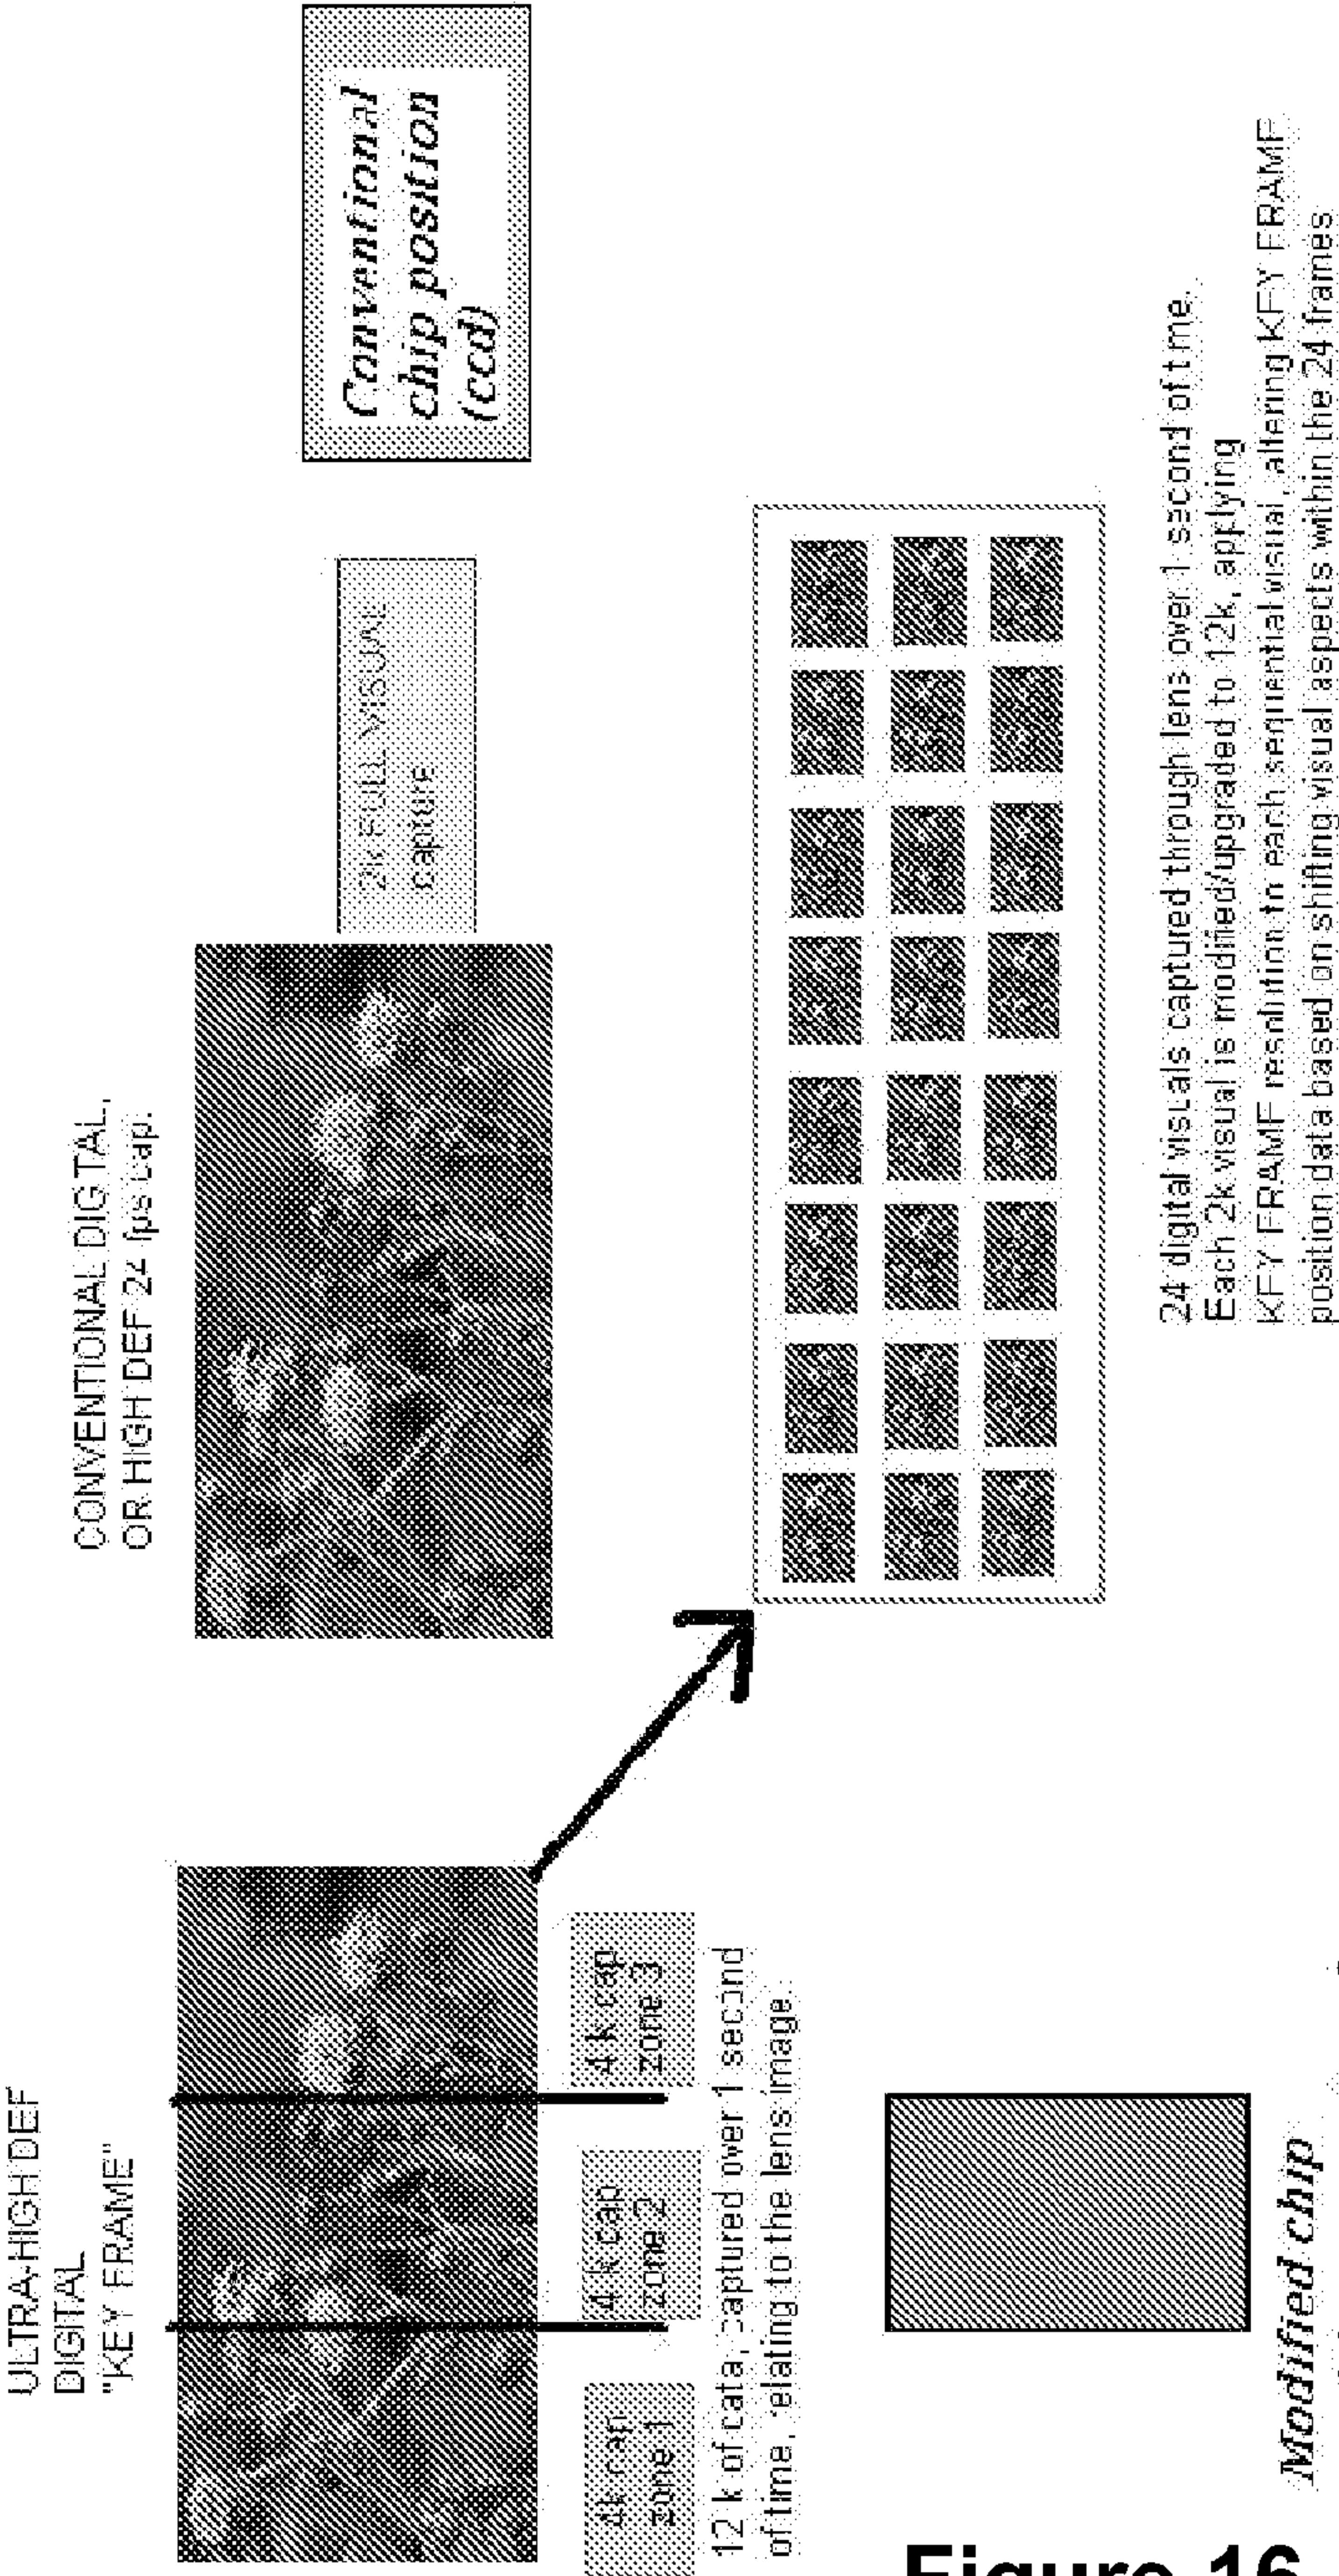 ULTRA-HIGH DEF
DIGITAL
"KEY FRAME"
4k cap
zone 1
4 k cap
zone 2
4 k cap
zone 3
12 k of data, captured over 1 second
of time, relating to the lens image.
Modified chip
CONVENTIONAL DIGITAL,
OR HIGH DEF 24 fps cap.
2k FULL VISUAL
capture
Conventional
chip position
(ccd)
24 digital visuals captured through lens over 1 second of time.
Each 2k visual is modified/upgraded to 12k, applying
KEY FRAME resolution to each sequential visual, altering KEY FRAME
position data based on shifting visual aspects within the 24 frames
Figure 16